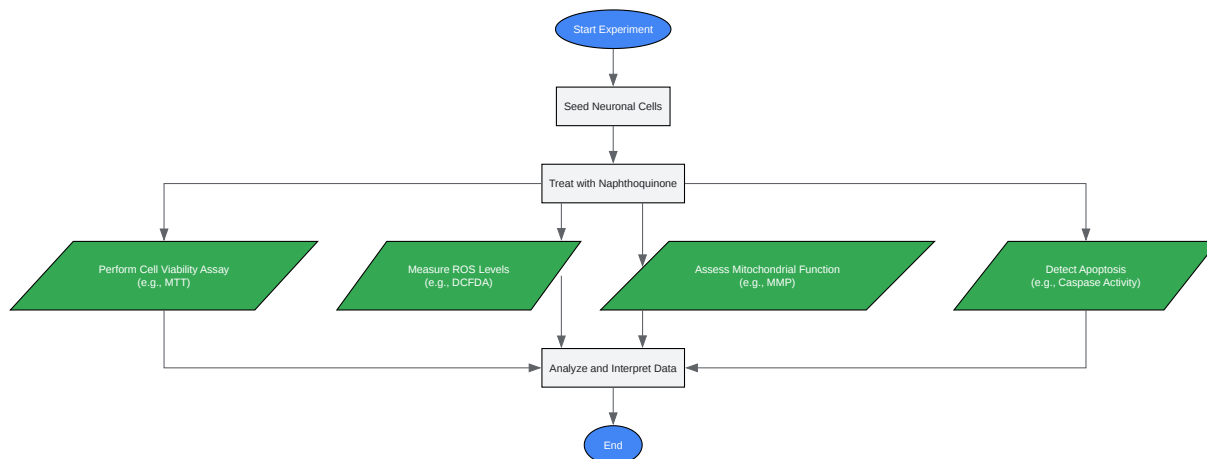 Start Experiment
Seed Neuronal Cells
Treat with Naphthoquinone
Perform Cell Viability Assay
(e.g., MTT)
Measure ROS Levels
(e.g., DCFDA)
Assess Mitochondrial Function
(e.g., MMP)
Detect Apoptosis
(e.g., Caspase Activity)
Analyze and Interpret Data
End